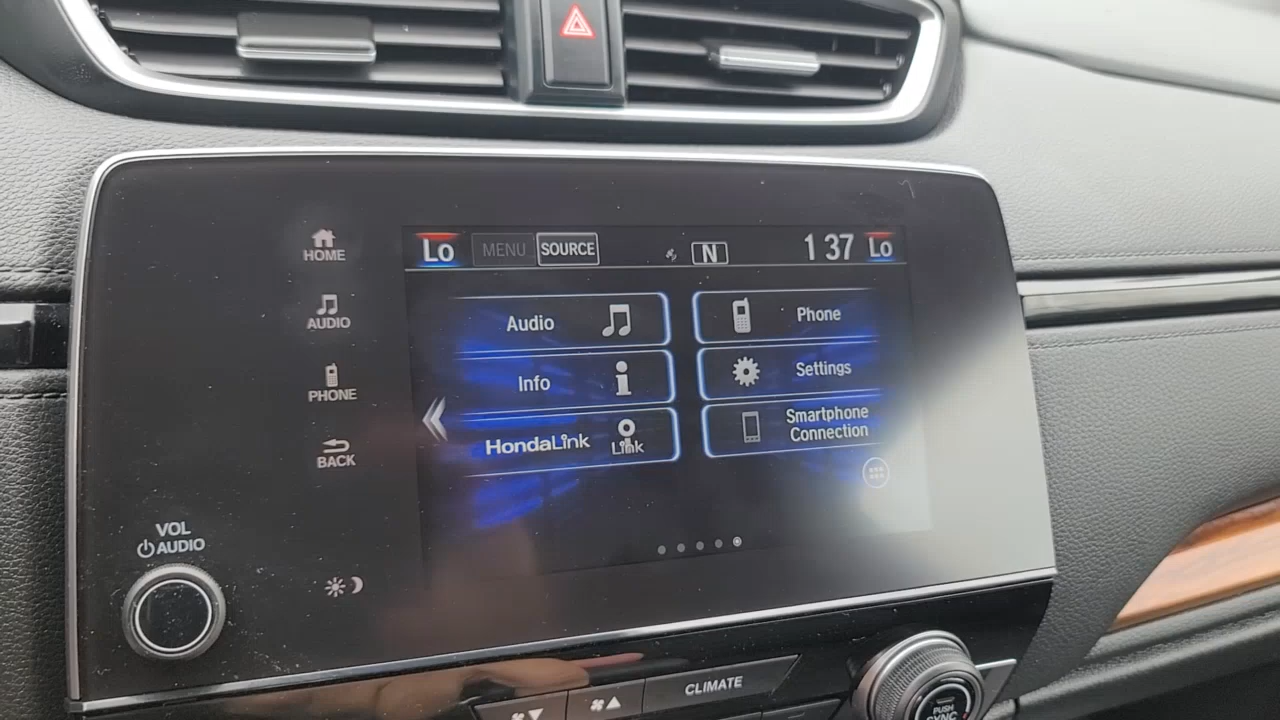 Lo MENU SOURCE N 1 37 Lo
HOME
AUDIO
PHONE
BACK
Audio
Info
HondaLink Link
Phone
Settings
Smartphone
Connection
VOL
AUDIO
CLIMATE
PUSH
SYNC